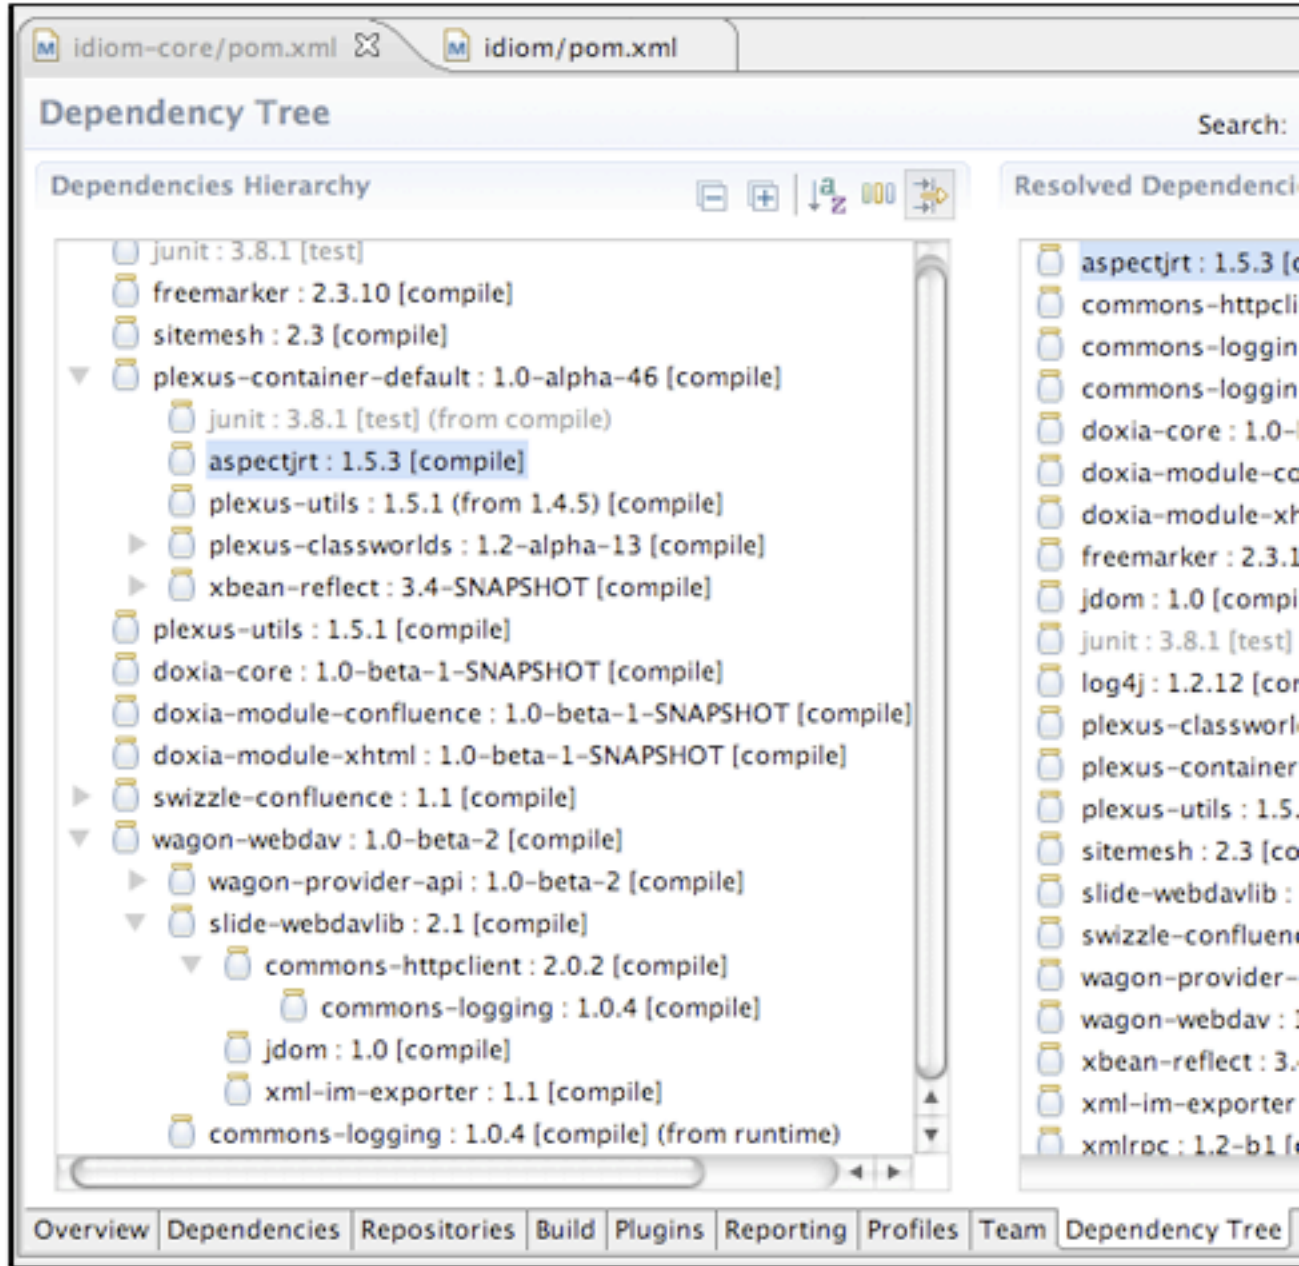 idiom-core/pom.xml
idiom/pom.xml
Dependency Tree
Search:
Dependencies Hierarchy
junit : 3.8.1 [test]
freemarker : 2.3.10 [compile]
sitemesh : 2.3 [compile]
plexus-container-default : 1.0-alpha-46 [compile]
junit : 3.8.1 [test] (from compile)
aspectjrt : 1.5.3 [compile]
plexus-utils : 1.5.1 (from 1.4.5) [compile]
plexus-classworlds : 1.2-alpha-13 [compile]
xbean-reflect : 3.4-SNAPSHOT [compile]
plexus-utils : 1.5.1 [compile]
doxia-core : 1.0-beta-1-SNAPSHOT [compile]
doxia-module-confluence : 1.0-beta-1-SNAPSHOT [compile]
doxia-module-xhtml : 1.0-beta-1-SNAPSHOT [compile]
swizzle-confluence : 1.1 [compile]
wagon-webdav : 1.0-beta-2 [compile]
wagon-provider-api : 1.0-beta-2 [compile]
slide-webdavlib : 2.1 [compile]
commons-httpclient : 2.0.2 [compile]
commons-logging : 1.0.4 [compile]
jdom : 1.0 [compile]
xml-im-exporter : 1.1 [compile]
commons-logging : 1.0.4 [compile] (from runtime)
Resolved Dependenci
aspectjrt : 1.5.3 [c
commons-httpcli
commons-loggin
commons-loggin
doxia-core : 1.0-
doxia-module-co
doxia-module-xh
freemarker : 2.3.1
jdom : 1.0 [compi
junit : 3.8.1 [test]
log4j : 1.2.12 [cor
plexus-classworl
plexus-container
plexus-utils : 1.5.
sitemesh : 2.3 [co
slide-webdavlib :
swizzle-confluen
wagon-provider-
wagon-webdav : 1
xbean-reflect : 3.
xml-im-exporter
xmlrpc : 1.2-b1 [
Overview Dependencies Repositories Build Plugins Reporting Profiles Team Dependency Tree